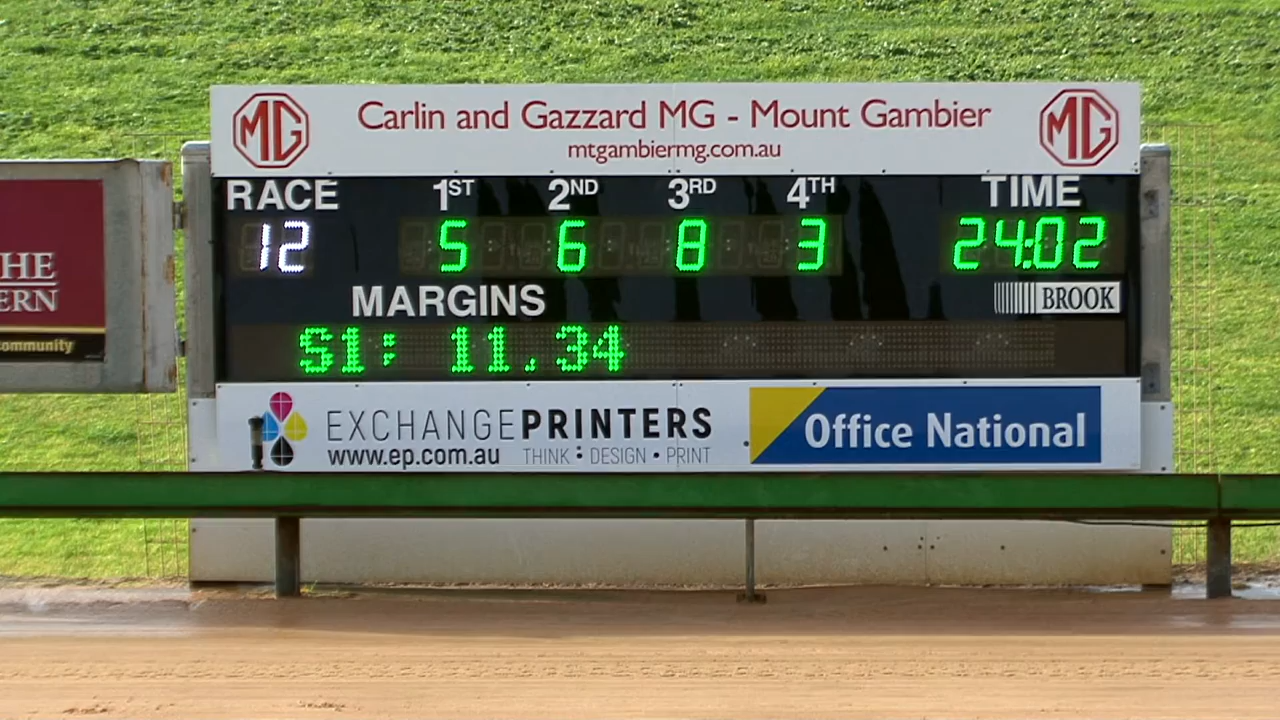 MG Carlin and Gazzard MG - Mount Gambier MG
mtgambiermg.com.au
RACE 1ST 2ND 3RD 4TH TIME
12 5 6 8 3 24:02
MARGINS BROOK
S1: 11.34
HE
ERN
community
EXCHANGEPRINTERS
www.ep.com.au THINK : DESIGN • PRINT
Office National